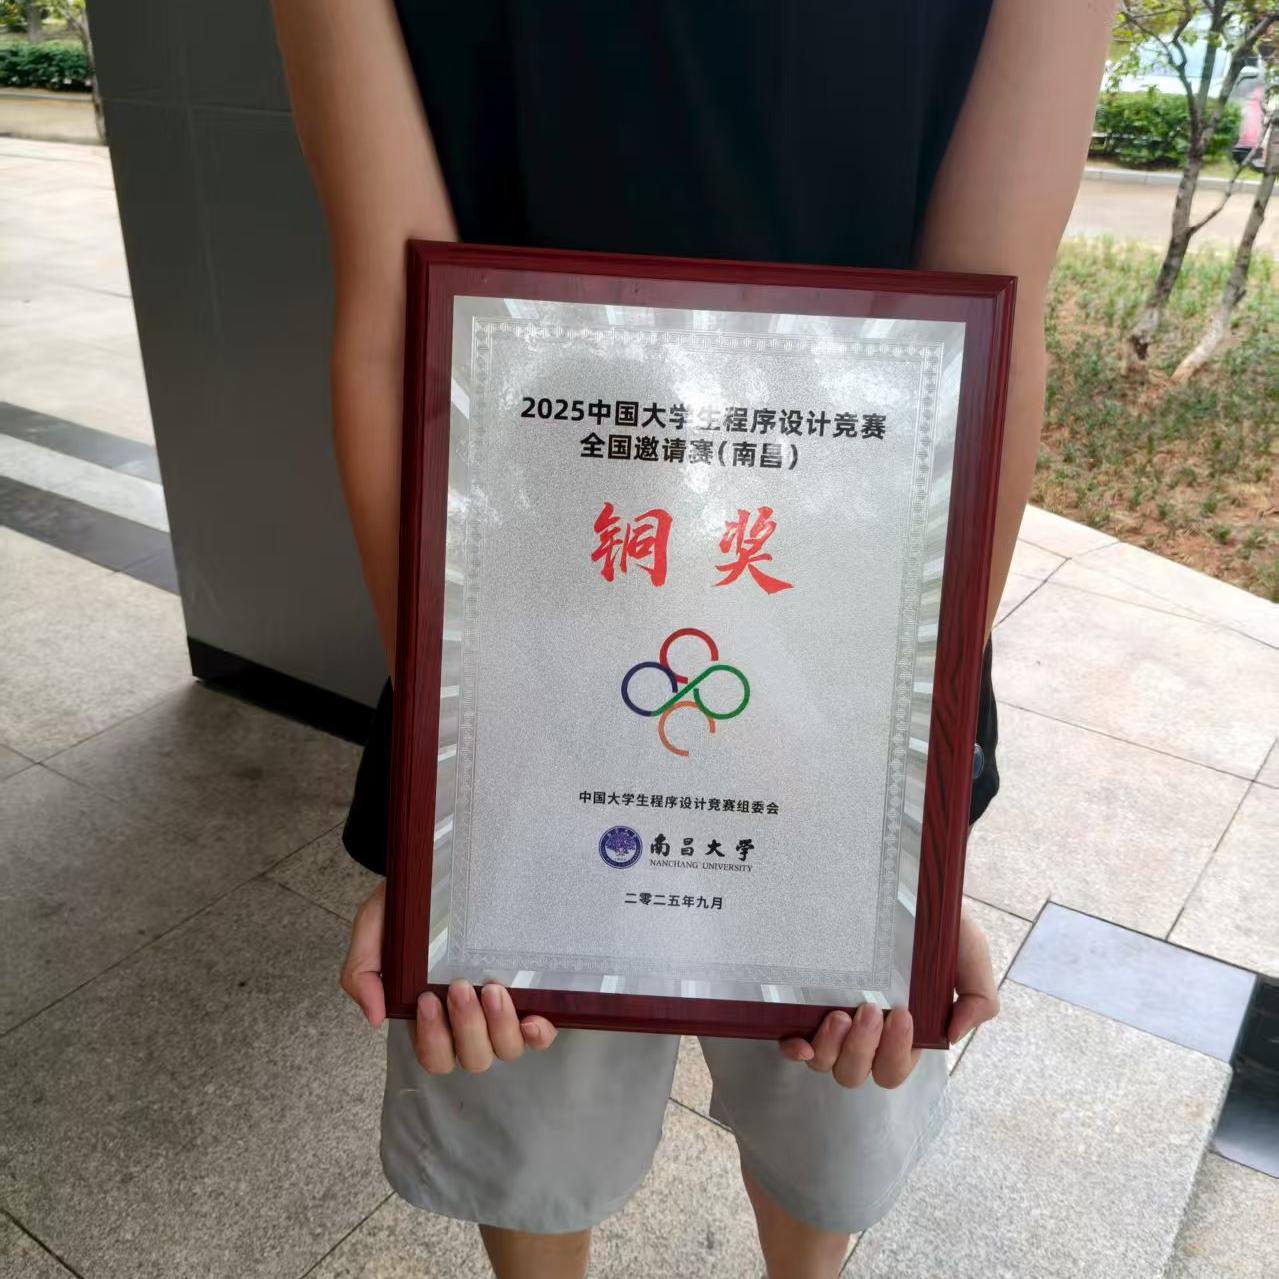 2025中国大学生程序设计竞赛
全国邀请赛(南昌)
铜奖
中国大学生程序设计竞赛组委会
南昌大学
NANCHANG UNIVERSITY
二零二五年九月